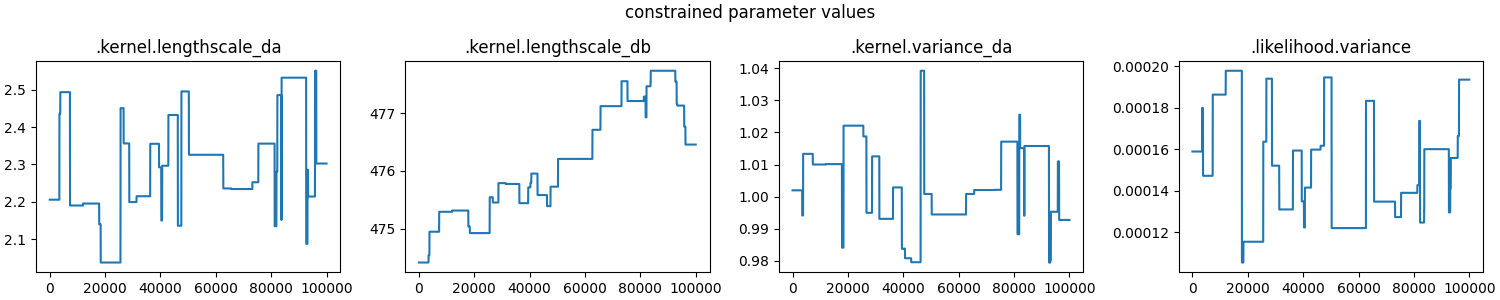 constrained parameter values
.kernel.lengthscale_da
2.5
2.4
2.3
2.2
2.1
0 20000 40000 60000 80000 100000
.kernel.lengthscale_db
477
476
475
0 20000 40000 60000 80000 100000
.kernel.variance_da
1.04
1.03
1.02
1.01
1.00
0.99
0.98
0 20000 40000 60000 80000 100000
.likelihood.variance
0.00020
0.00018
0.00016
0.00014
0.00012
0 20000 40000 60000 80000 100000